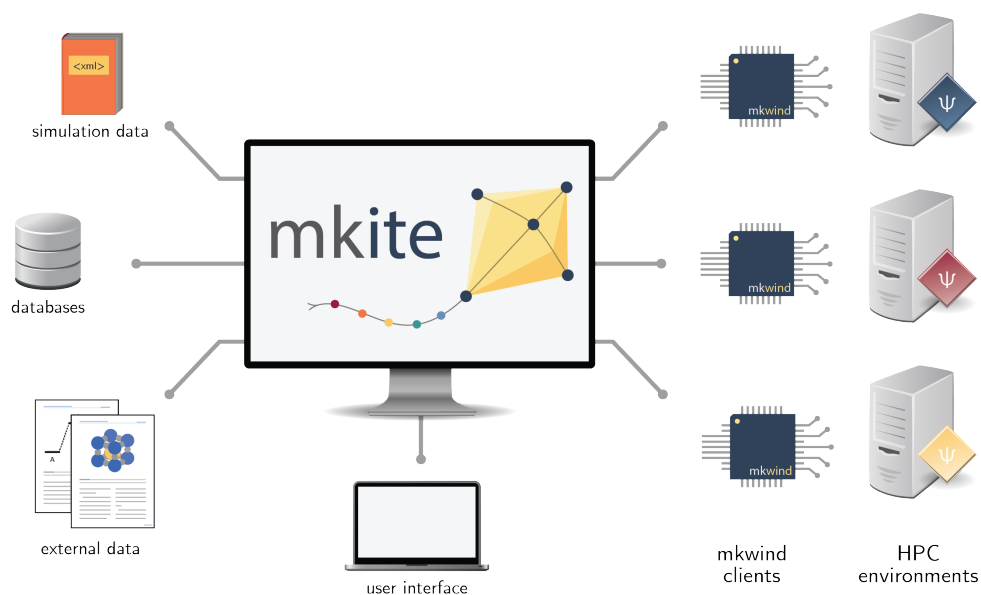 <xml>
simulation data
databases
A
external data
mkite
user interface
mkwind
mkwind
mkwind
mkwind
clients
Ψ
Ψ
Ψ
HPC
environments